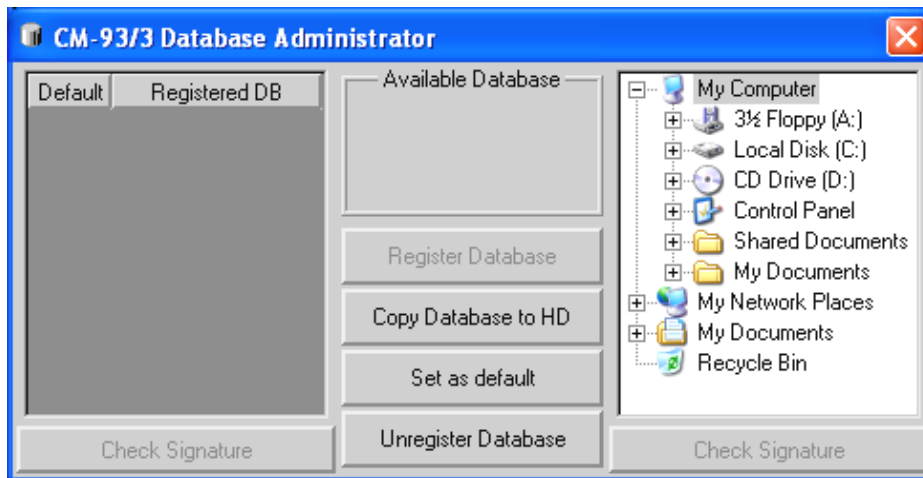 CM-93/3 Database Administrator
Default
Registered DB
Check Signature
Available Database
Register Database
Copy Database to HD
Set as default
Unregister Database
My Computer
3½ Floppy (A:)
Local Disk (C:)
CD Drive (D:)
Control Panel
Shared Documents
My Documents
My Network Places
My Documents
Recycle Bin
Check Signature